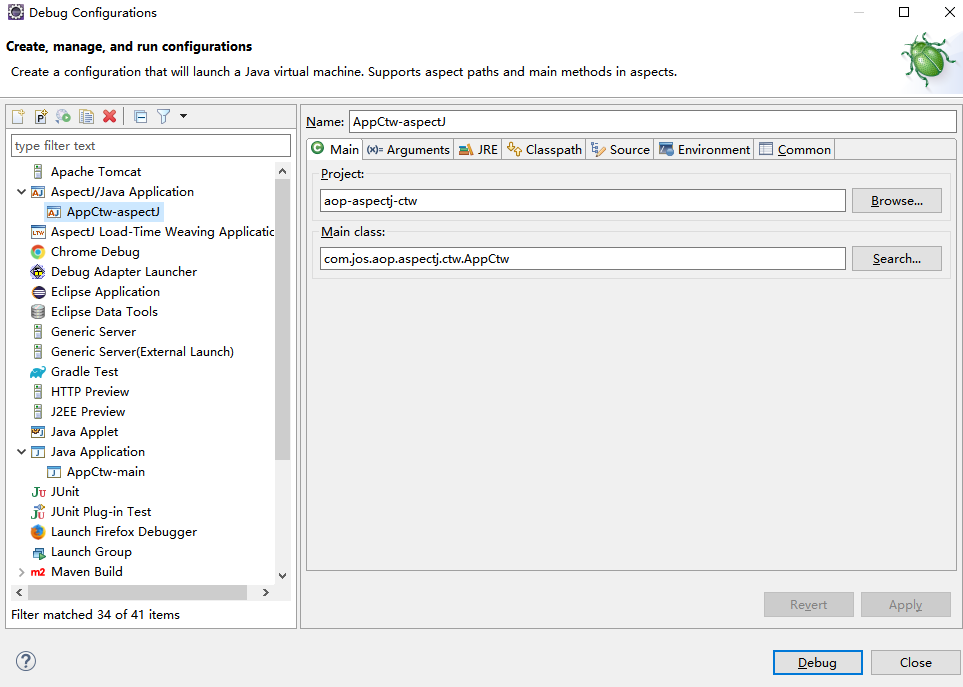 Debug Configurations
Create, manage, and run configurations
Create a configuration that will launch a Java virtual machine. Supports aspect paths and main methods in aspects.
type filter text
Apache Tomcat
AspectJ/Java Application
AppCtw-aspectJ
AspectJ Load-Time Weaving Applicatic
Chrome Debug
Debug Adapter Launcher
Eclipse Application
Eclipse Data Tools
Generic Server
Generic Server(External Launch)
Gradle Test
HTTP Preview
J2EE Preview
Java Applet
Java Application
AppCtw-main
JUnit
JUnit Plug-in Test
Launch Firefox Debugger
Launch Group
m2 Maven Build
Filter matched 34 of 41 items
Name: AppCtw-aspectJ
Main (x)= Arguments JRE Classpath Source Environment Common
Project:
aop-aspectj-ctw Browse...
Main class:
com.jos.aop.aspectj.ctw.AppCtw Search...
Revert Apply
? Debug Close